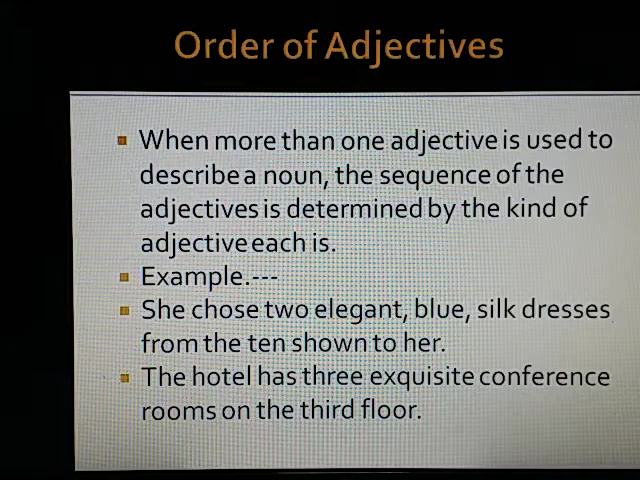 Order of Adjectives
When more than one adjective is used to
describe a noun, the sequence of the
adjectives is determined by the kind of
adjective each is.
Example.---
She chose two elegant, blue, silk dresses
from the ten shown to her.
The hotel has three exquisite conference
rooms on the third floor.